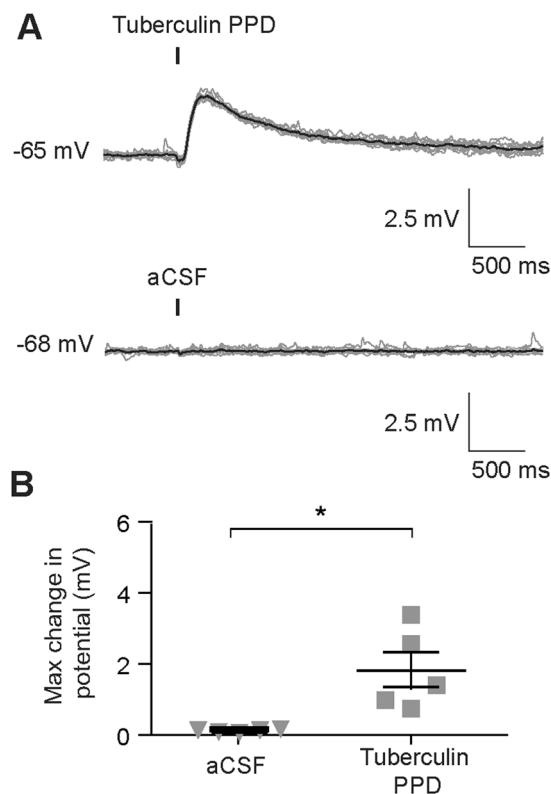 A
Tuberculin PPD
-65 mV
2.5 mV
500 ms
aCSF
-68 mV
2.5 mV
500 ms
B
*
Max change in
potential (mV)
6
4
2
0
aCSF
Tuberculin
PPD